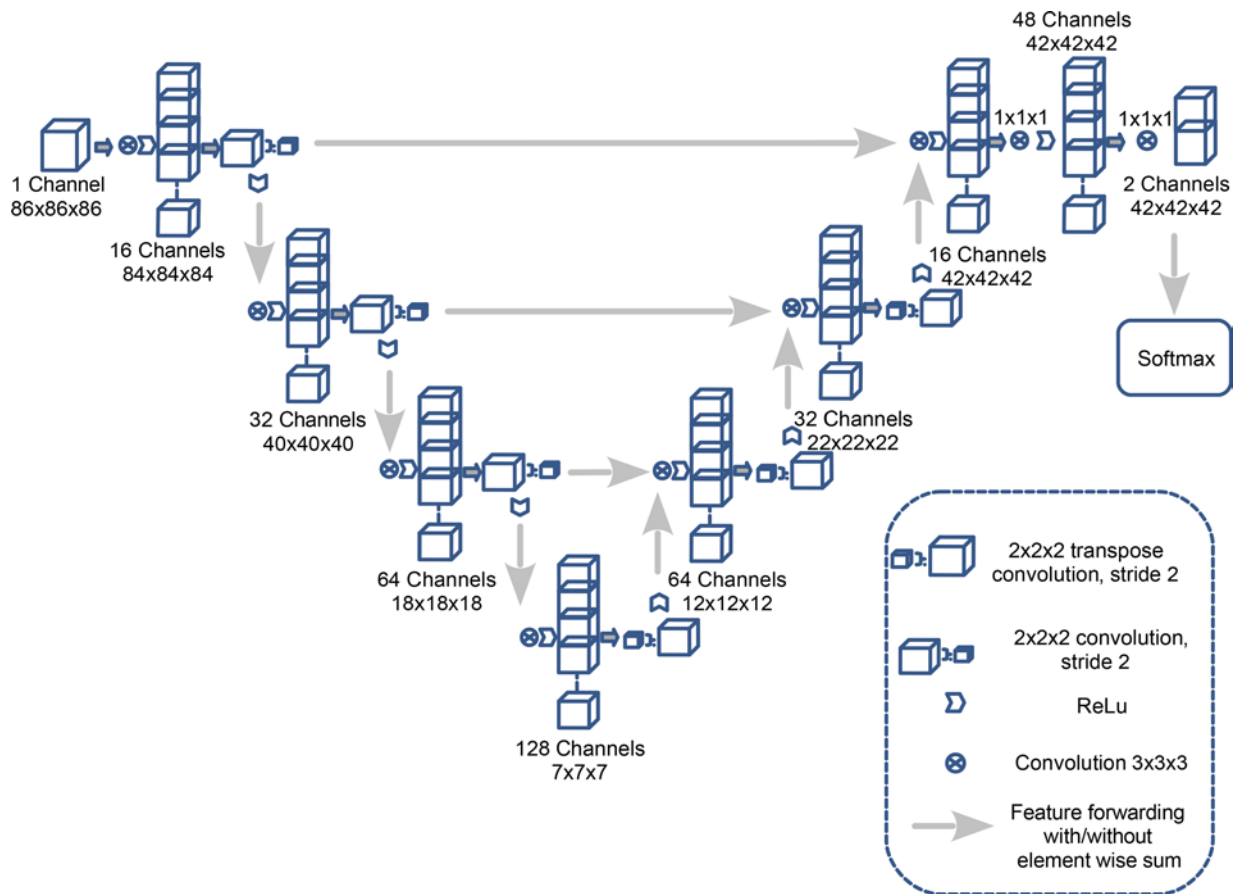 48 Channels
42x42x42
1x1x1
1x1x1
1 Channel
86x86x86
2 Channels
42x42x42
16 Channels
84x84x84
16 Channels
42x42x42
Softmax
32 Channels
40x40x40
32 Channels
22x22x22
64 Channels
18x18x18
64 Channels
12x12x12
128 Channels
7x7x7
2x2x2 transpose
convolution, stride 2
2x2x2 convolution,
stride 2
ReLu
Convolution 3x3x3
Feature forwarding
with/without
element wise sum